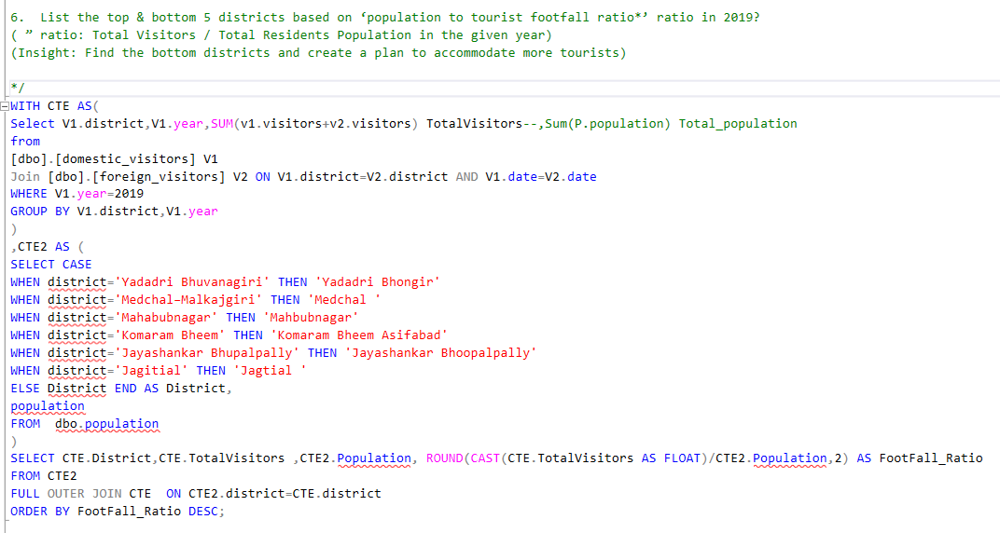 6.  List the top & bottom 5 districts based on ‘population to tourist footfall ratio*’ ratio in 2019?
( ” ratio: Total Visitors / Total Residents Population in the given year)
(Insight: Find the bottom districts and create a plan to accommodate more tourists)
*/
WITH CTE AS(
Select V1.district,V1.year,SUM(v1.visitors+v2.visitors) TotalVisitors--,Sum(P.population) Total_population
from
[dbo].[domestic_visitors] V1
Join [dbo].[foreign_visitors] V2 ON V1.district=V2.district AND V1.date=V2.date
WHERE V1.year=2019
GROUP BY V1.district,V1.year
)
,CTE2 AS (
SELECT CASE
WHEN district='Yadadri Bhuvanagiri' THEN 'Yadadri Bhongir'
WHEN district='Medchal–Malkajgiri' THEN 'Medchal '
WHEN district='Mahabubnagar' THEN 'Mahbubnagar'
WHEN district='Komaram Bheem' THEN 'Komaram Bheem Asifabad'
WHEN district='Jayashankar Bhupalpally' THEN 'Jayashankar Bhoopalpally'
WHEN district='Jagitial' THEN 'Jagtial '
ELSE District END AS District,
population
FROM  dbo.population
)
SELECT CTE.District,CTE.TotalVisitors ,CTE2.Population, ROUND(CAST(CTE.TotalVisitors AS FLOAT)/CTE2.Population,2) AS FootFall_Ratio
FROM CTE2
FULL OUTER JOIN CTE  ON CTE2.district=CTE.district
ORDER BY FootFall_Ratio DESC;